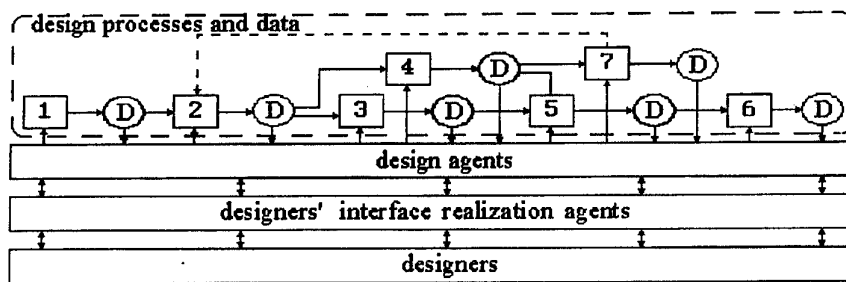 design processes and data
4 D 7 D
1 D 2 D 3 D 5 D 6 D
design agents
designers' interface realization agents
designers